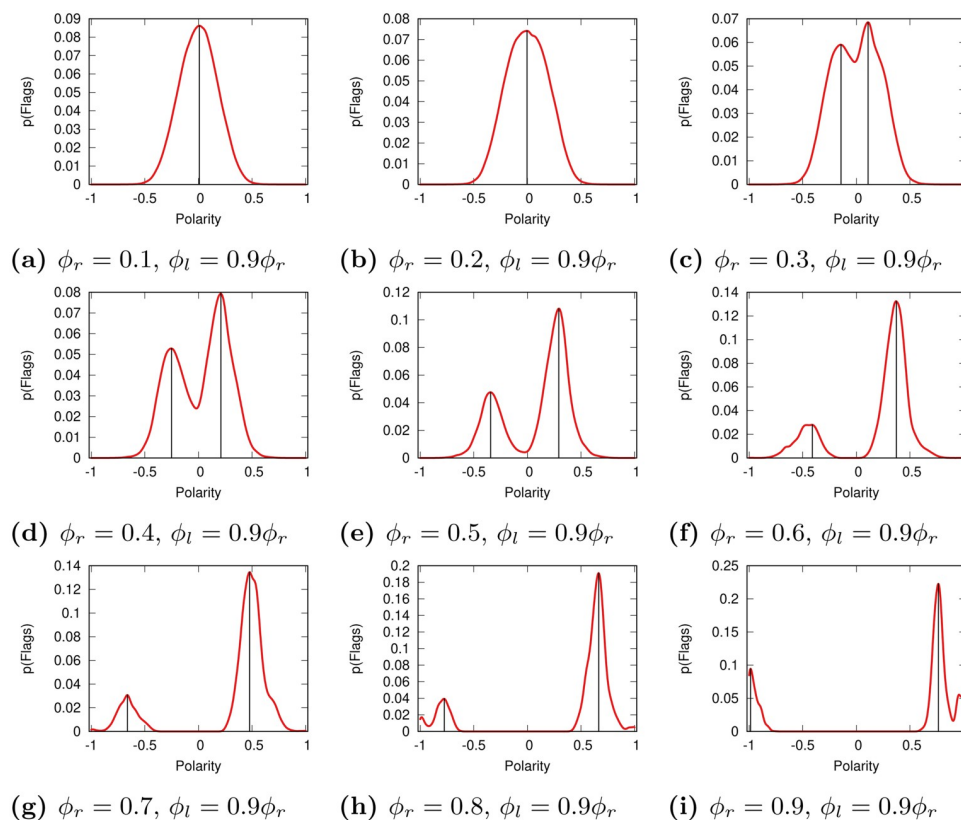 0.09
0.08
0.07
0.06
0.05
0.04
0.03
0.02
0.01
0
p(Flags)
-1 -0.5 0 0.5 1
Polarity
(a) ϕr = 0.1, ϕl = 0.9ϕr
0.08
0.07
0.06
0.05
0.04
0.03
0.02
0.01
0
p(Flags)
-1 -0.5 0 0.5 1
Polarity
(b) ϕr = 0.2, ϕl = 0.9ϕr
0.07
0.06
0.05
0.04
0.03
0.02
0.01
0
p(Flags)
-1 -0.5 0 0.5
Polarity
(c) ϕr = 0.3, ϕl = 0.9ϕr
0.08
0.07
0.06
0.05
0.04
0.03
0.02
0.01
0
p(Flags)
-1 -0.5 0 0.5 1
Polarity
(d) ϕr = 0.4, ϕl = 0.9ϕr
0.12
0.1
0.08
0.06
0.04
0.02
0
p(Flags)
-1 -0.5 0 0.5 1
Polarity
(e) ϕr = 0.5, ϕl = 0.9ϕr
0.14
0.12
0.1
0.08
0.06
0.04
0.02
0
p(Flags)
-1 -0.5 0 0.5
Polarity
(f) ϕr = 0.6, ϕl = 0.9ϕr
0.14
0.12
0.1
0.08
0.06
0.04
0.02
0
p(Flags)
-1 -0.5 0 0.5 1
Polarity
(g) ϕr = 0.7, ϕl = 0.9ϕr
0.2
0.18
0.16
0.14
0.12
0.1
0.08
0.06
0.04
0.02
0
p(Flags)
-1 -0.5 0 0.5 1
Polarity
(h) ϕr = 0.8, ϕl = 0.9ϕr
0.25
0.2
0.15
0.1
0.05
0
p(Flags)
-1 -0.5 0 0.5
Polarity
(i) ϕr = 0.9, ϕl = 0.9ϕr